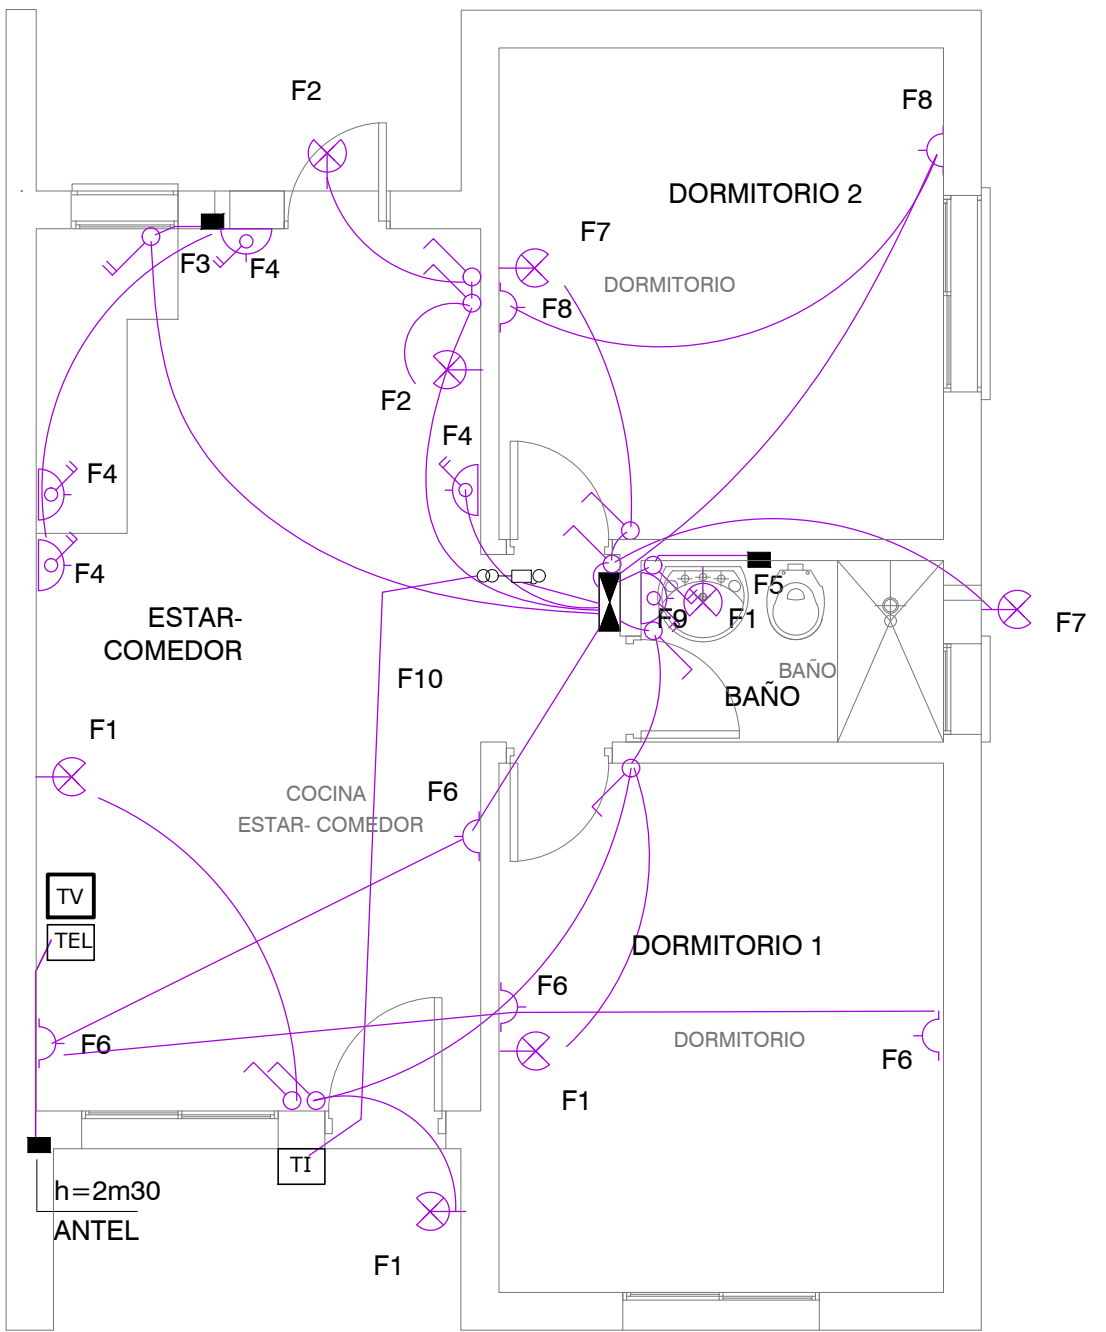 F2
F8
DORMITORIO 2
F7
F3
F4
DORMITORIO
F8
F2
F4
F4
F4
F5
F9
F1
ESTAR-
COMEDOR
F7
BAÑO
F10
BAÑO
F1
COCINA
F6
ESTAR- COMEDOR
TV
TEL
DORMITORIO 1
F6
F6
DORMITORIO
F6
F1
TI
h=2m30
ANTEL
F1